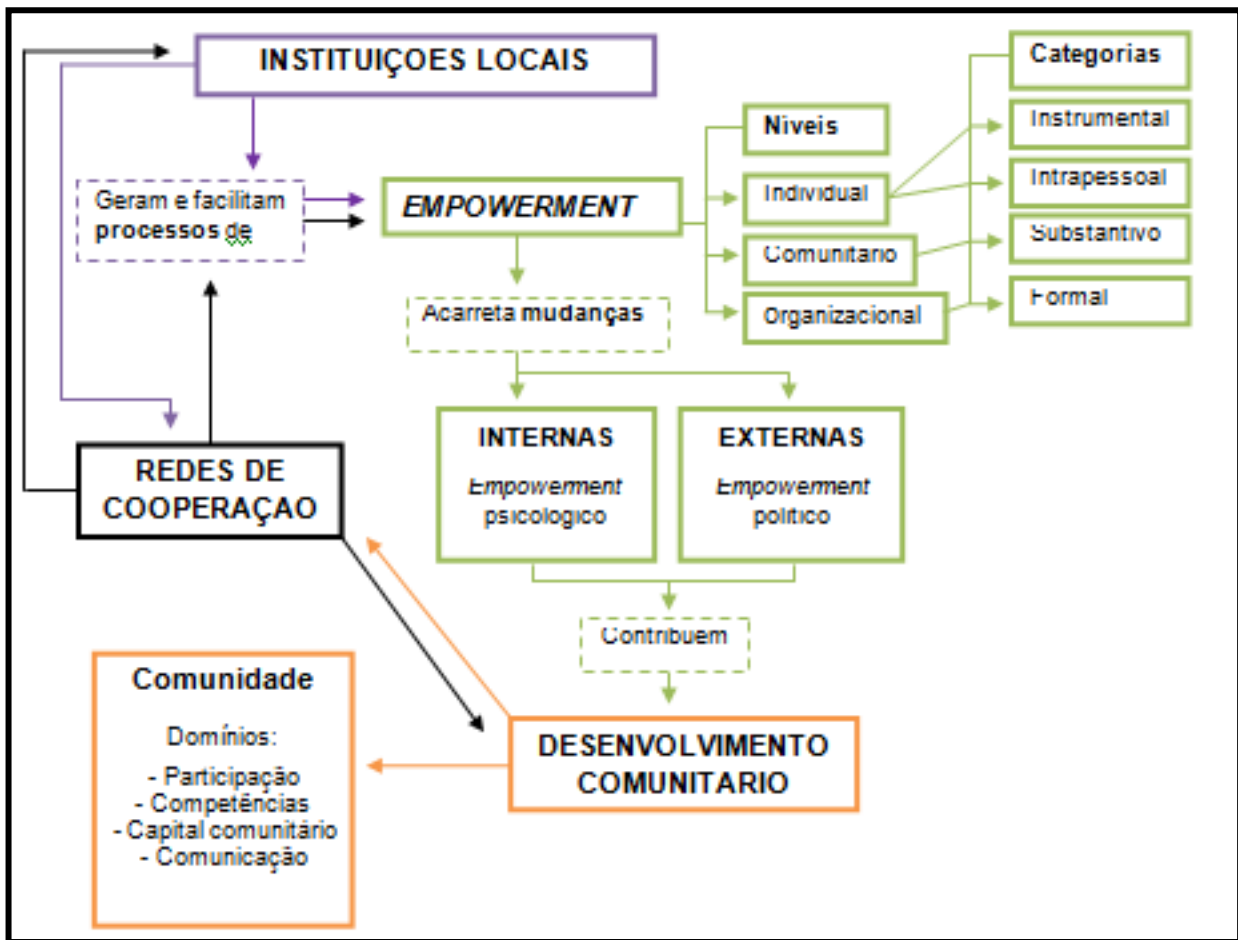 INSTITUIÇOES LOCAIS
Categorias
Niveis
Instrumental
Geram e facilitam
processos de
EMPOWERMENT
Individual
Intrapessoal
Comunitario
Substantivo
Acarreta mudanças
Organizacional
Formal
INTERNAS
Empowerment
psicologico
EXTERNAS
Empowerment
politico
REDES DE
COOPERAÇAO
Contribuem
Comunidade
Domínios:
- Participação
- Competências
- Capital comunitário
- Comunicação
DESENVOLVIMENTO
COMUNITARIO